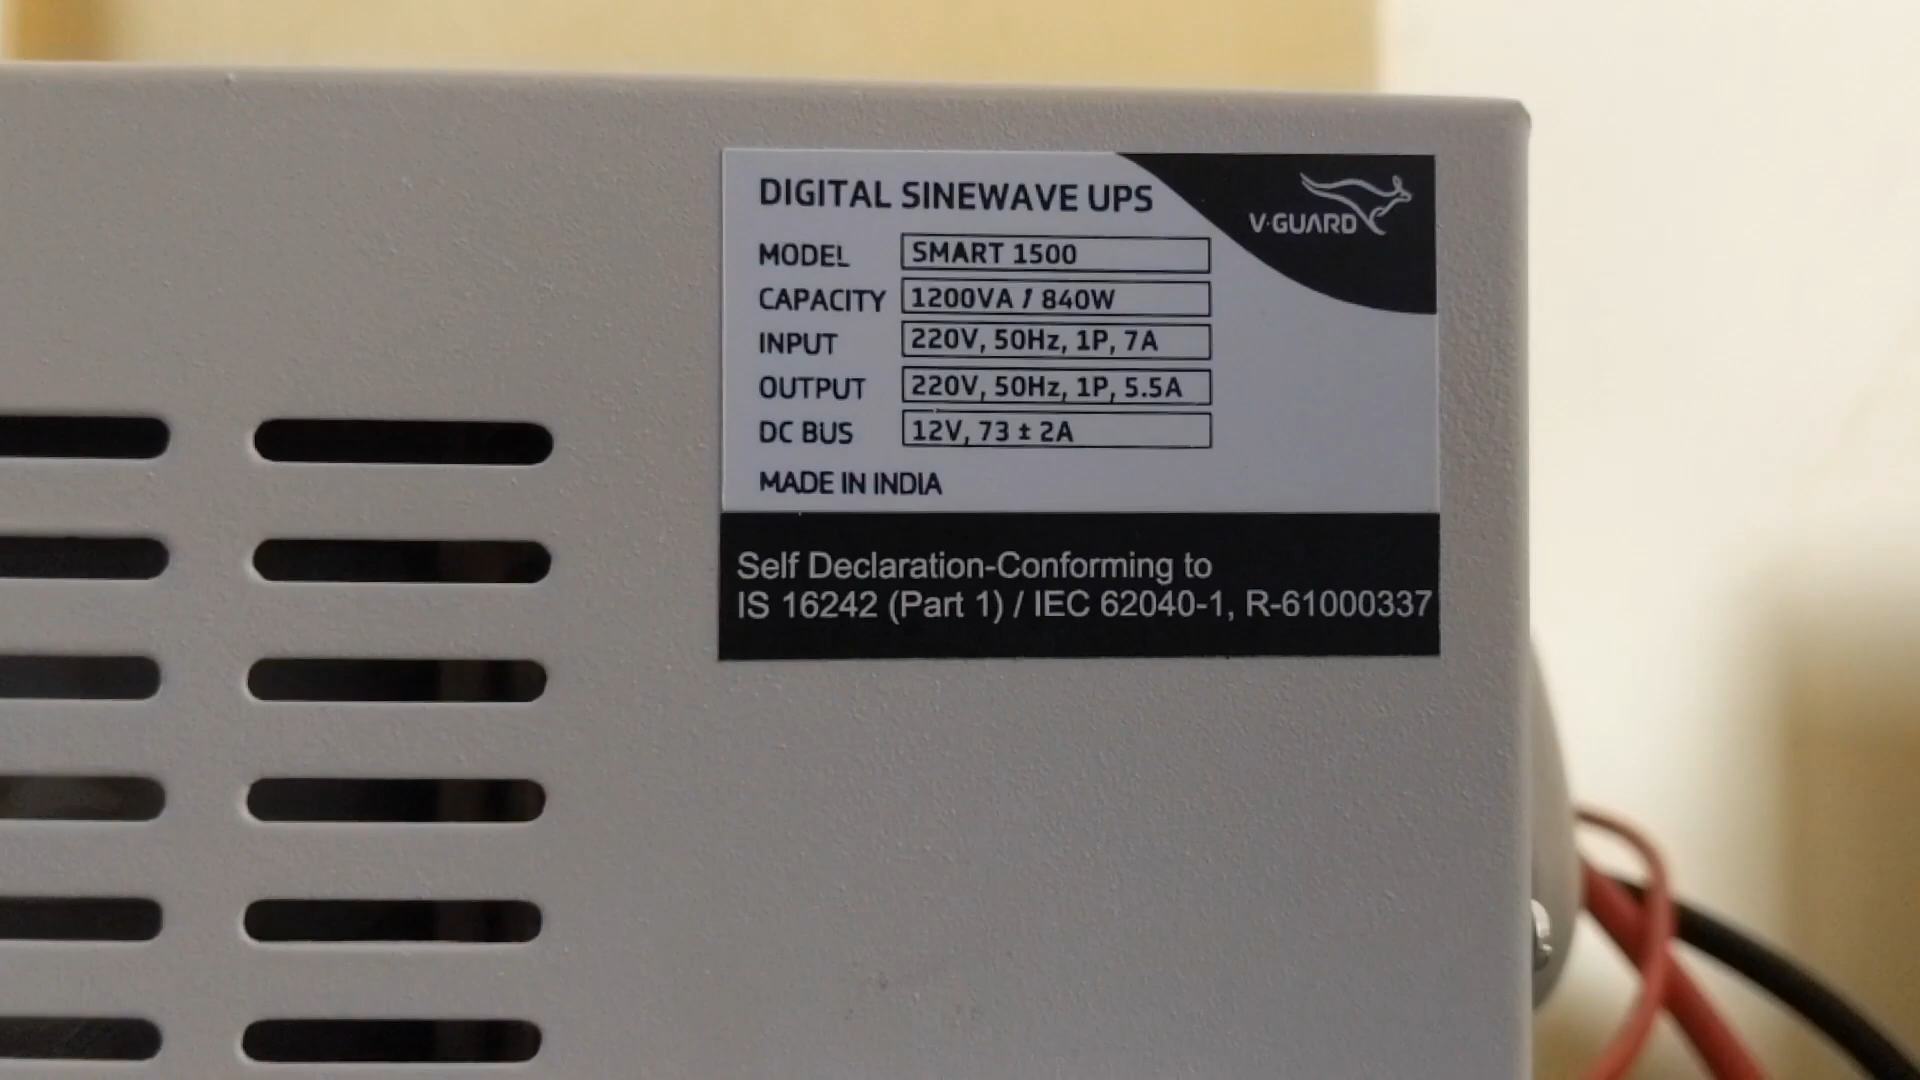 DIGITAL SINEWAVE UPS
V-GUARD
MODEL SMART 1500
CAPACITY 1200VA / 840W
INPUT 220V, 50Hz, 1P, 7A
OUTPUT 220V, 50Hz, 1P, 5.5A
DC BUS 12V, 73 ± 2A
MADE IN INDIA
Self Declaration-Conforming to
IS 16242 (Part 1) / IEC 62040-1, R-61000337